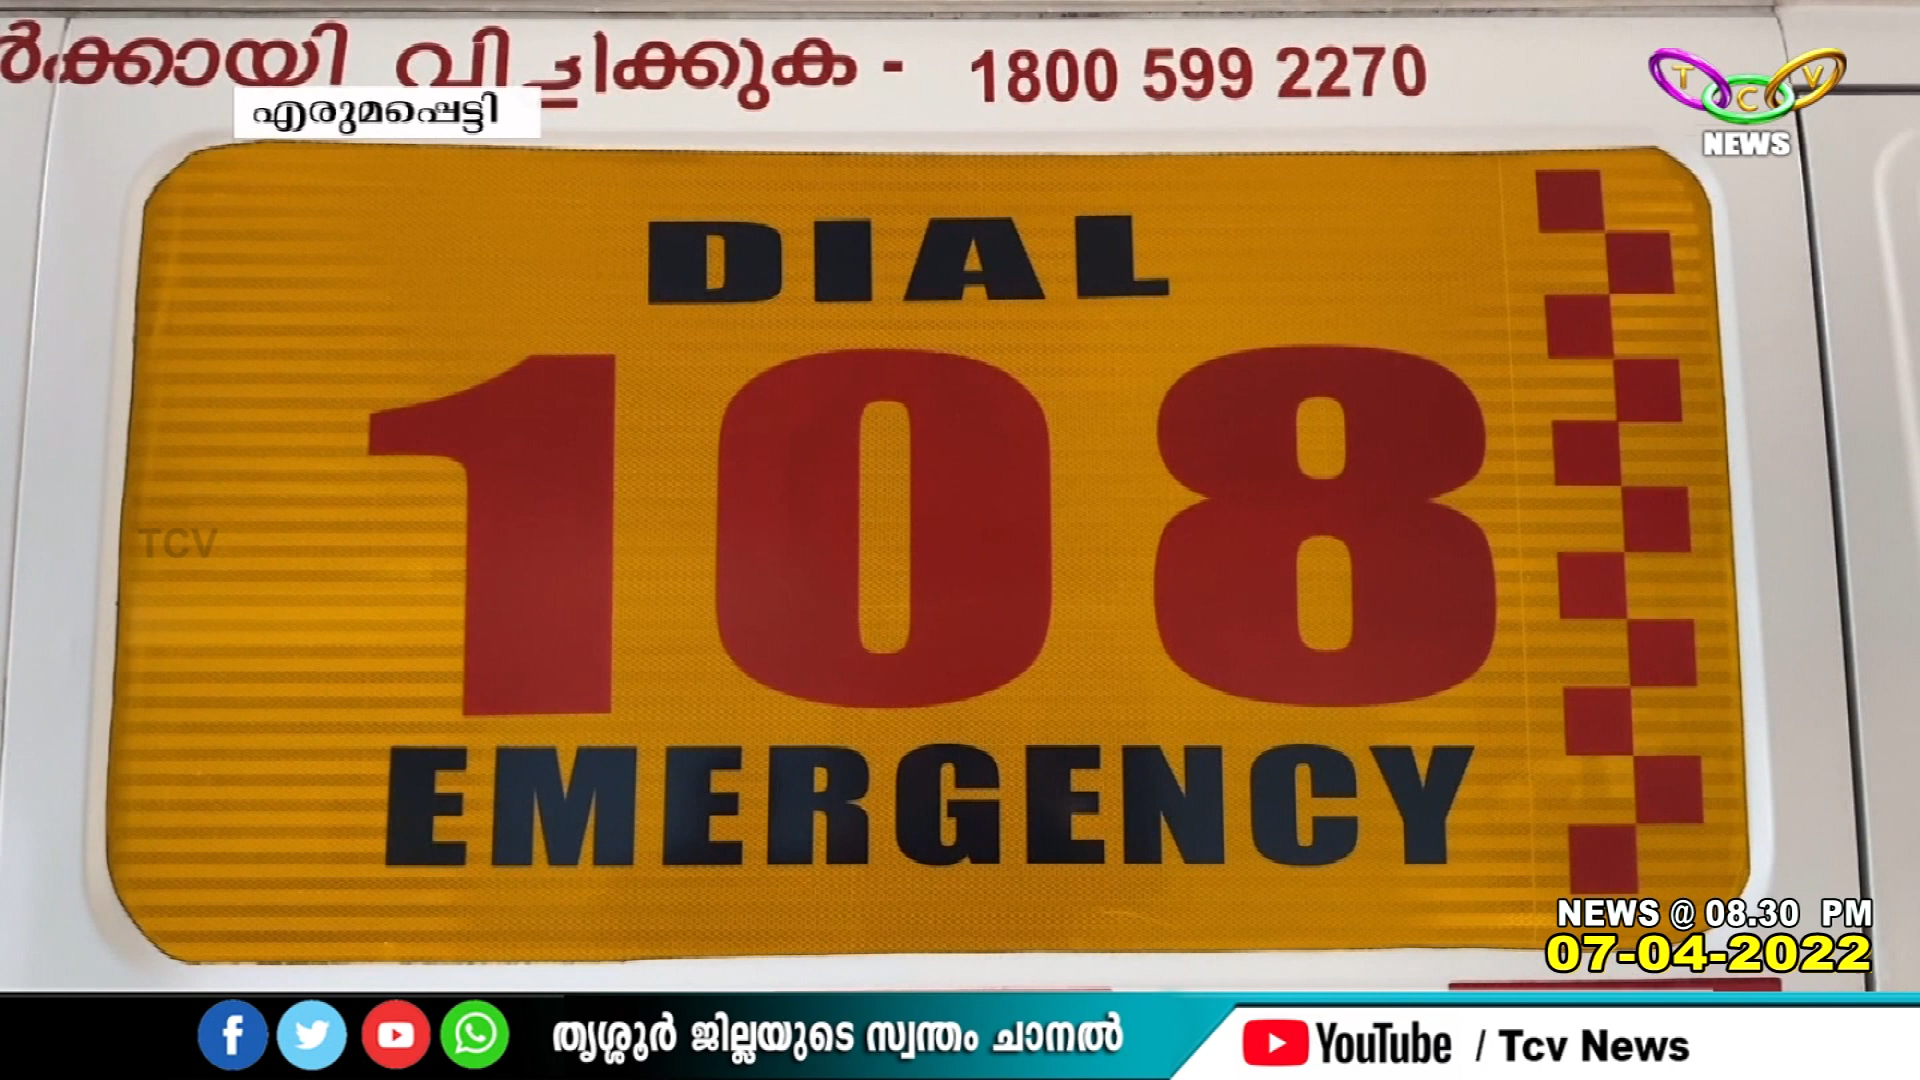 ർക്കായി വിളിക്കുക - 1800 599 2270
എരുമപ്പെട്ടി
T C V
NEWS
DIAL
108
TCV
EMERGENCY
NEWS @ 08.30 PM
07-04-2022
തൃശ്ശൂർ ജില്ലയുടെ സ്വന്തം ചാനൽ
YouTube / Tcv News